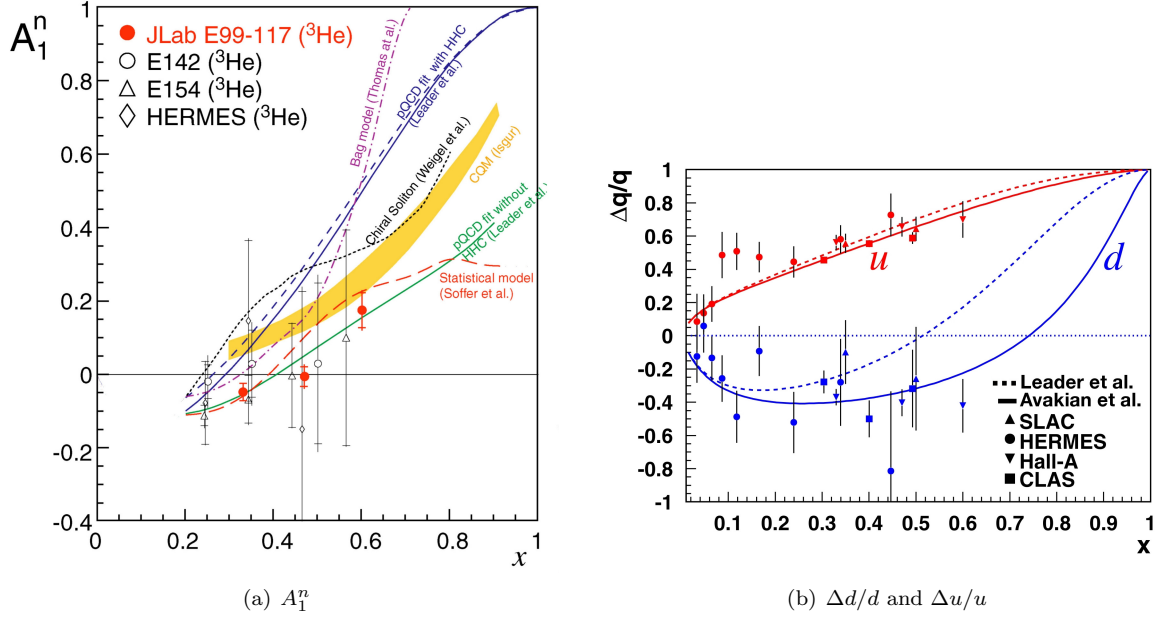 A₁ⁿ
JLab E99-117 (³He)
E142 (³He)
E154 (³He)
HERMES (³He)
Bag model (Thomas at al.)
pQCD fit with HHC
(Leader et al.)
Chiral Soliton (Weigel et al.)
CQM (Isgur)
pQCD fit without
HHC (Leader et al.)
Statistical model
(Soffer et al.)
1
0.8
0.6
0.4
0.2
0
-0.2
-0.4
0 0.2 0.4 0.6 0.8 1
x
(a) A₁ⁿ
Δq/q
1
0.8
0.6
0.4
0.2
0
-0.2
-0.4
-0.6
-0.8
-1
u
d
Leader et al.
Avakian et al.
SLAC
HERMES
Hall-A
CLAS
0.1 0.2 0.3 0.4 0.5 0.6 0.7 0.8 0.9 1
x
(b) Δd/d and Δu/u